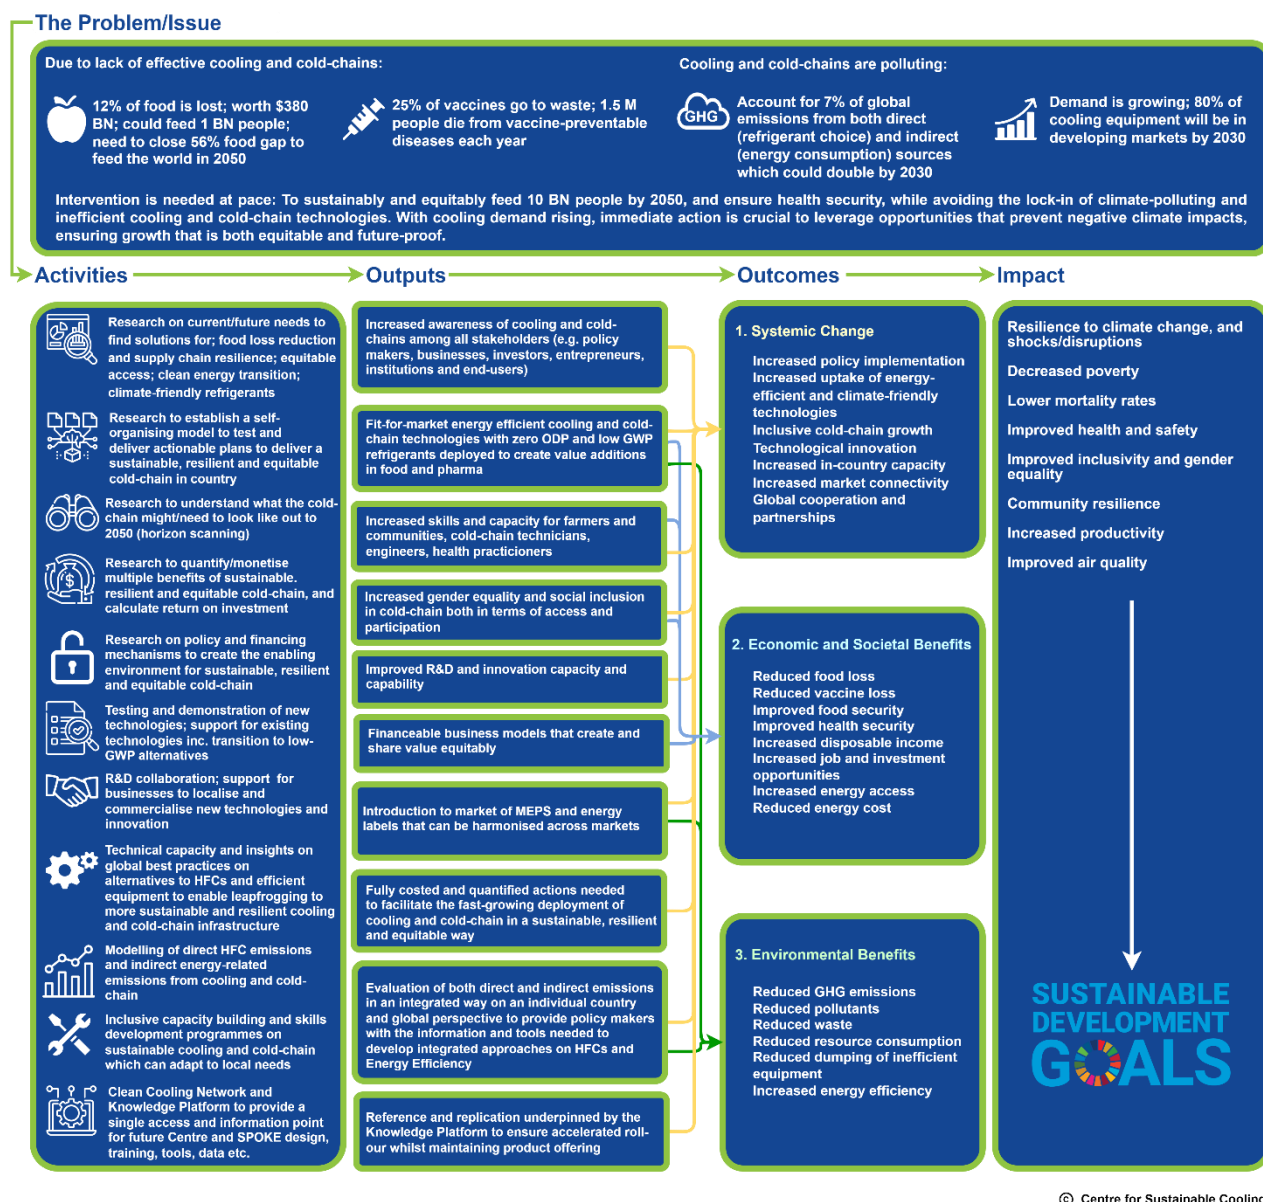 The Problem/Issue
Due to lack of effective cooling and cold-chains:
12% of food is lost; worth $380
BN; could feed 1 BN people;
need to close 56% food gap to
feed the world in 2050
25% of vaccines go to waste; 1.5 M
people die from vaccine-preventable
diseases each year
Cooling and cold-chains are polluting:
GHG
Account for 7% of global
emissions from both direct
(refrigerant choice) and indirect
(energy consumption) sources
which could double by 2030
Demand is growing; 80% of
cooling equipment will be in
developing markets by 2030
Intervention is needed at pace: To sustainably and equitably feed 10 BN people by 2050, and ensure health security, while avoiding the lock-in of climate-polluting and
inefficient cooling and cold-chain technologies. With cooling demand rising, immediate action is crucial to leverage opportunities that prevent negative climate impacts,
ensuring growth that is both equitable and future-proof.
Activities
Research on current/future needs to
find solutions for; food loss reduction
and supply chain resilience; equitable
access; clean energy transition;
climate-friendly refrigerants
Research to establish a self-
organising model to test and
deliver actionable plans to deliver a
sustainable, resilient and equitable
cold-chain in country
Research to understand what the cold-
chain might/need to look like out to
2050 (horizon scanning)
Research to quantify/monetise
multiple benefits of sustainable.
resilient and equitable cold-chain, and
calculate return on investment
Research on policy and financing
mechanisms to create the enabling
environment for sustainable, resilient
and equitable cold-chain
Testing and demonstration of new
technologies; support for existing
technologies inc. transition to low-
GWP alternatives
R&D collaboration; support for
businesses to localise and
commercialise new technologies and
innovation
Technical capacity and insights on
global best practices on
alternatives to HFCs and efficient
equipment to enable leapfrogging to
more sustainable and resilient cooling
and cold-chain infrastructure
Modelling of direct HFC emissions
and indirect energy-related
emissions from cooling and cold-
chain
Inclusive capacity building and skills
development programmes on
sustainable cooling and cold-chain
which can adapt to local needs
Clean Cooling Network and
Knowledge Platform to provide a
single access and information point
for future Centre and SPOKE design,
training, tools, data etc.
Outputs
Increased awareness of cooling and cold-
chains among all stakeholders (e.g. policy
makers, businesses, investors, entrepreneurs,
institutions and end-users)
Fit-for-market energy efficient cooling and cold-
chain technologies with zero ODP and low GWP
refrigerants deployed to create value additions
in food and pharma
Increased skills and capacity for farmers and
communities, cold-chain technicians,
engineers, health practicioners
Increased gender equality and social inclusion
in cold-chain both in terms of access and
participation
Improved R&D and innovation capacity and
capability
Financeable business models that create and
share value equitably
Introduction to market of MEPS and energy
labels that can be harmonised across markets
Fully costed and quantified actions needed
to facilitate the fast-growing deployment of
cooling and cold-chain in a sustainable, resilient
and equitable way
Evaluation of both direct and indirect emissions
in an integrated way on an individual country
and global perspective to provide policy makers
with the information and tools needed to
develop integrated approaches on HFCs and
Energy Efficiency
Reference and replication underpinned by the
Knowledge Platform to ensure accelerated roll-
our whilst maintaining product offering
Outcomes
1. Systemic Change
Increased policy implementation
Increased uptake of energy-
efficient and climate-friendly
technologies
Inclusive cold-chain growth
Technological innovation
Increased in-country capacity
Increased market connectivity
Global cooperation and
partnerships
2. Economic and Societal Benefits
Reduced food loss
Reduced vaccine loss
Improved food security
Improved health security
Increased disposable income
Increased job and investment
opportunities
Increased energy access
Reduced energy cost
3. Environmental Benefits
Reduced GHG emissions
Reduced pollutants
Reduced waste
Reduced resource consumption
Reduced dumping of inefficient
equipment
Increased energy efficiency
Impact
Resilience to climate change, and
shocks/disruptions
Decreased poverty
Lower mortality rates
Improved health and safety
Improved inclusivity and gender
equality
Community resilience
Increased productivity
Improved air quality
SUSTAINABLE
DEVELOPMENT
GOALS
© Centre for Sustainable Cooling